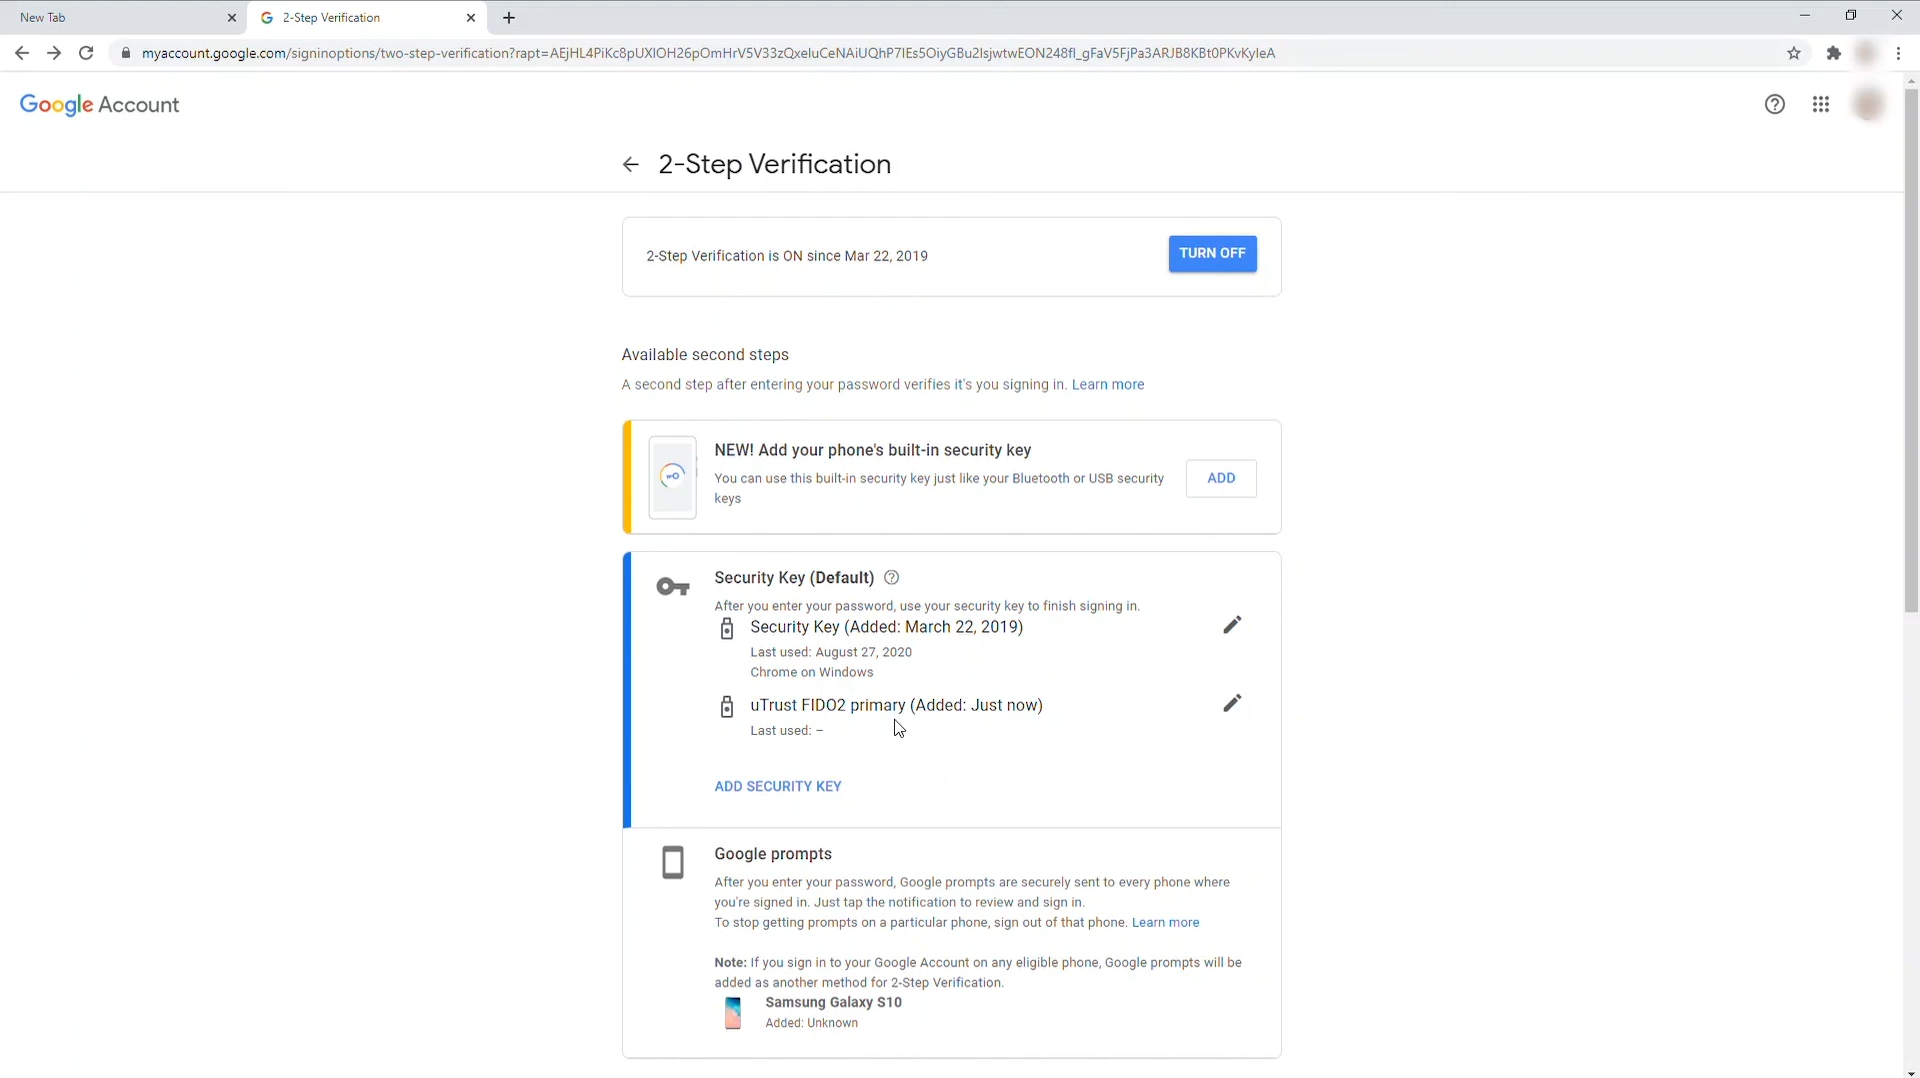 New Tab
2-Step Verification
myaccount.google.com/signinoptions/two-step-verification?rapt=AEjHL4PiKc8pUXlOH26pOmHrV5V33zQxeluCeNAiUQhP7IEs5OiyGBu2IsjwtwEON248fI_gFaV5FjPa3ARJB8KBt0PKvKyleA
Google Account
2-Step Verification
2-Step Verification is ON since Mar 22, 2019
TURN OFF
Available second steps
A second step after entering your password verifies it's you signing in. Learn more
NEW! Add your phone's built-in security key
You can use this built-in security key just like your Bluetooth or USB security
keys
ADD
Security Key (Default)
After you enter your password, use your security key to finish signing in.
Security Key (Added: March 22, 2019)
Last used: August 27, 2020
Chrome on Windows
uTrust FIDO2 primary (Added: Just now)
Last used: –
ADD SECURITY KEY
Google prompts
After you enter your password, Google prompts are securely sent to every phone where
you're signed in. Just tap the notification to review and sign in.
To stop getting prompts on a particular phone, sign out of that phone. Learn more
Note: If you sign in to your Google Account on any eligible phone, Google prompts will be
added as another method for 2-Step Verification.
Samsung Galaxy S10
Added: Unknown